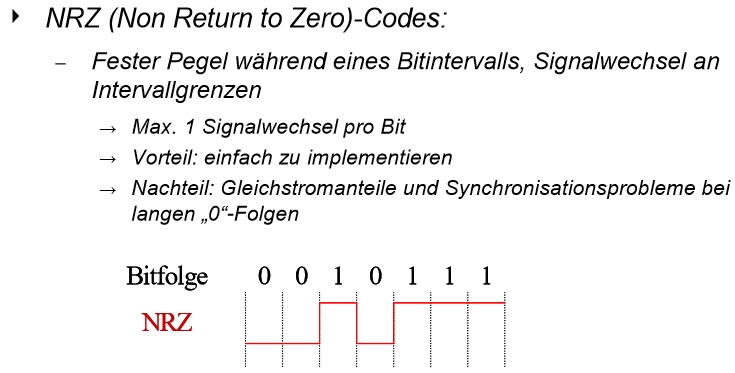 NRZ (Non Return to Zero)-Codes:
– Fester Pegel während eines Bitintervalls, Signalwechsel an
Intervallgrenzen
→ Max. 1 Signalwechsel pro Bit
→ Vorteil: einfach zu implementieren
→ Nachteil: Gleichstromanteile und Synchronisationsprobleme bei
langen „0“-Folgen
Bitfolge 0 0 1 0 1 1 1
NRZ